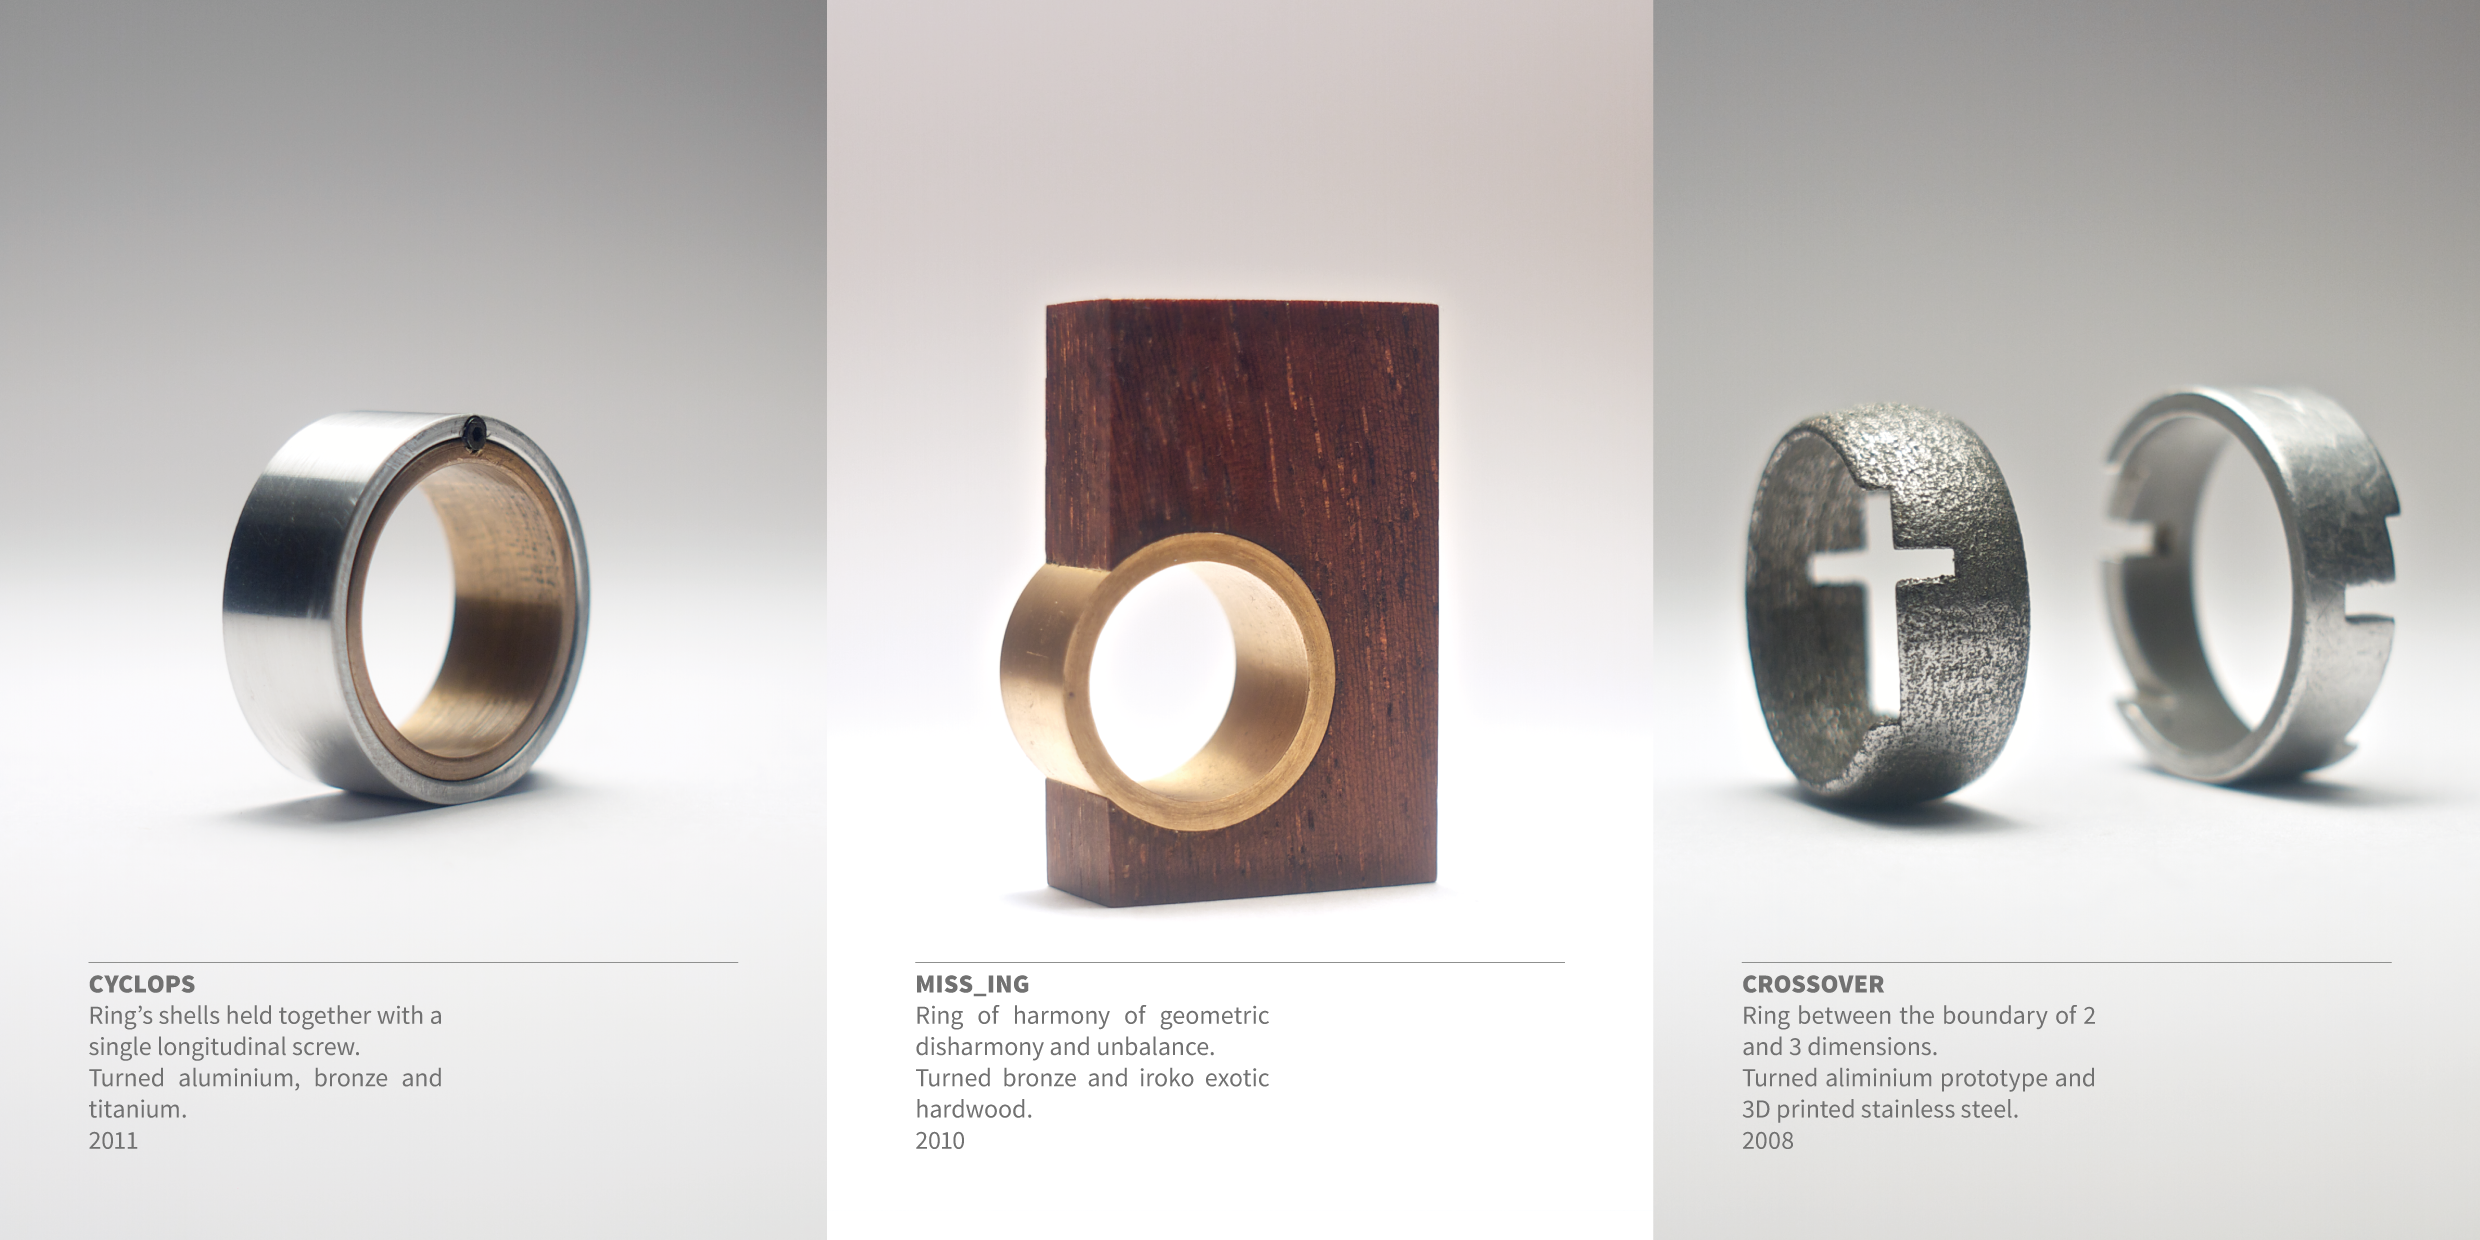 CYCLOPS
Ring’s shells held together with a
single longitudinal screw.
Turned aluminium, bronze and
titanium.
2011
MISS_ING
Ring of harmony of geometric
disharmony and unbalance.
Turned bronze and iroko exotic
hardwood.
2010
CROSSOVER
Ring between the boundary of 2
and 3 dimensions.
Turned aliminium prototype and
3D printed stainless steel.
2008